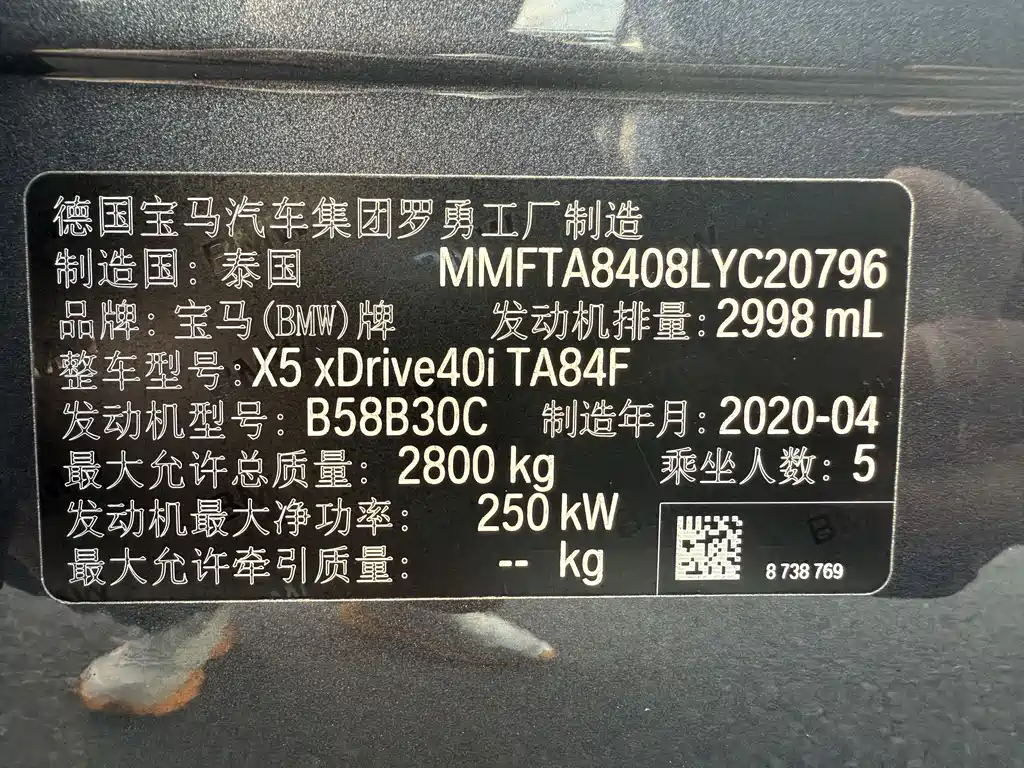 德国宝马汽车集团罗勇工厂制造
制造国：泰国 MMFTA8408LYC20796
品牌：宝马(BMW)牌 发动机排量：2998 mL
整车型号：X5 xDrive40i TA84F
发动机型号：B58B30C 制造年月：2020-04
最大允许总质量：2800 kg 乘坐人数：5
发动机最大净功率：250 kW
最大允许牵引质量：-- kg
8 738 769